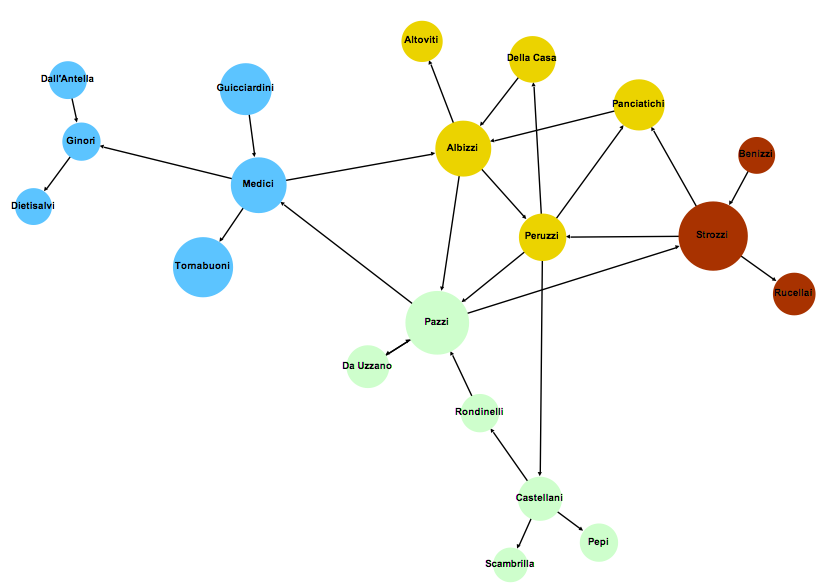 Altoviti
Della Casa
Dall'Antella
Guicciardini
Panciatichi
Ginori
Albizzi
Benizzi
Medici
Dietisalvi
Peruzzi
Strozzi
Tornabuoni
Rucellai
Pazzi
Da Uzzano
Rondinelli
Castellani
Pepi
Scambrilla